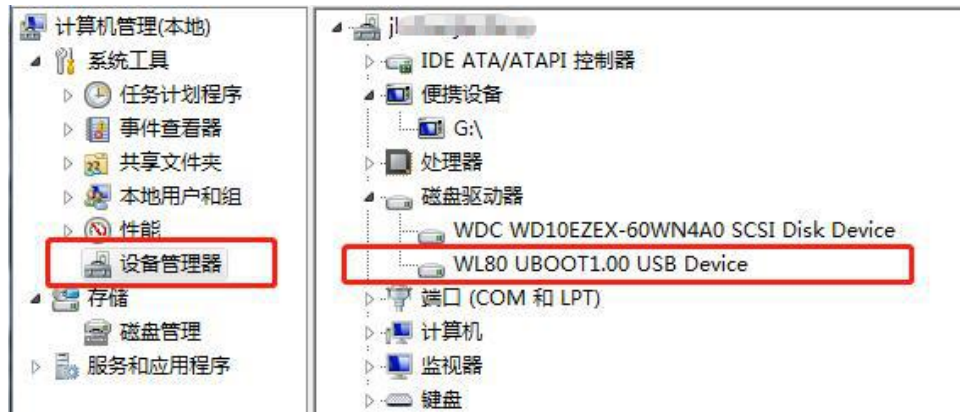 计算机管理(本地)
系统工具
任务计划程序
事件查看器
共享文件夹
本地用户和组
性能
设备管理器
存储
磁盘管理
服务和应用程序
IDE ATA/ATAPI 控制器
便携设备
G:\
处理器
磁盘驱动器
WDC WD10EZEX-60WN4A0 SCSI Disk Device
WL80 UBOOT1.00 USB Device
端口 (COM 和 LPT)
计算机
监视器
键盘